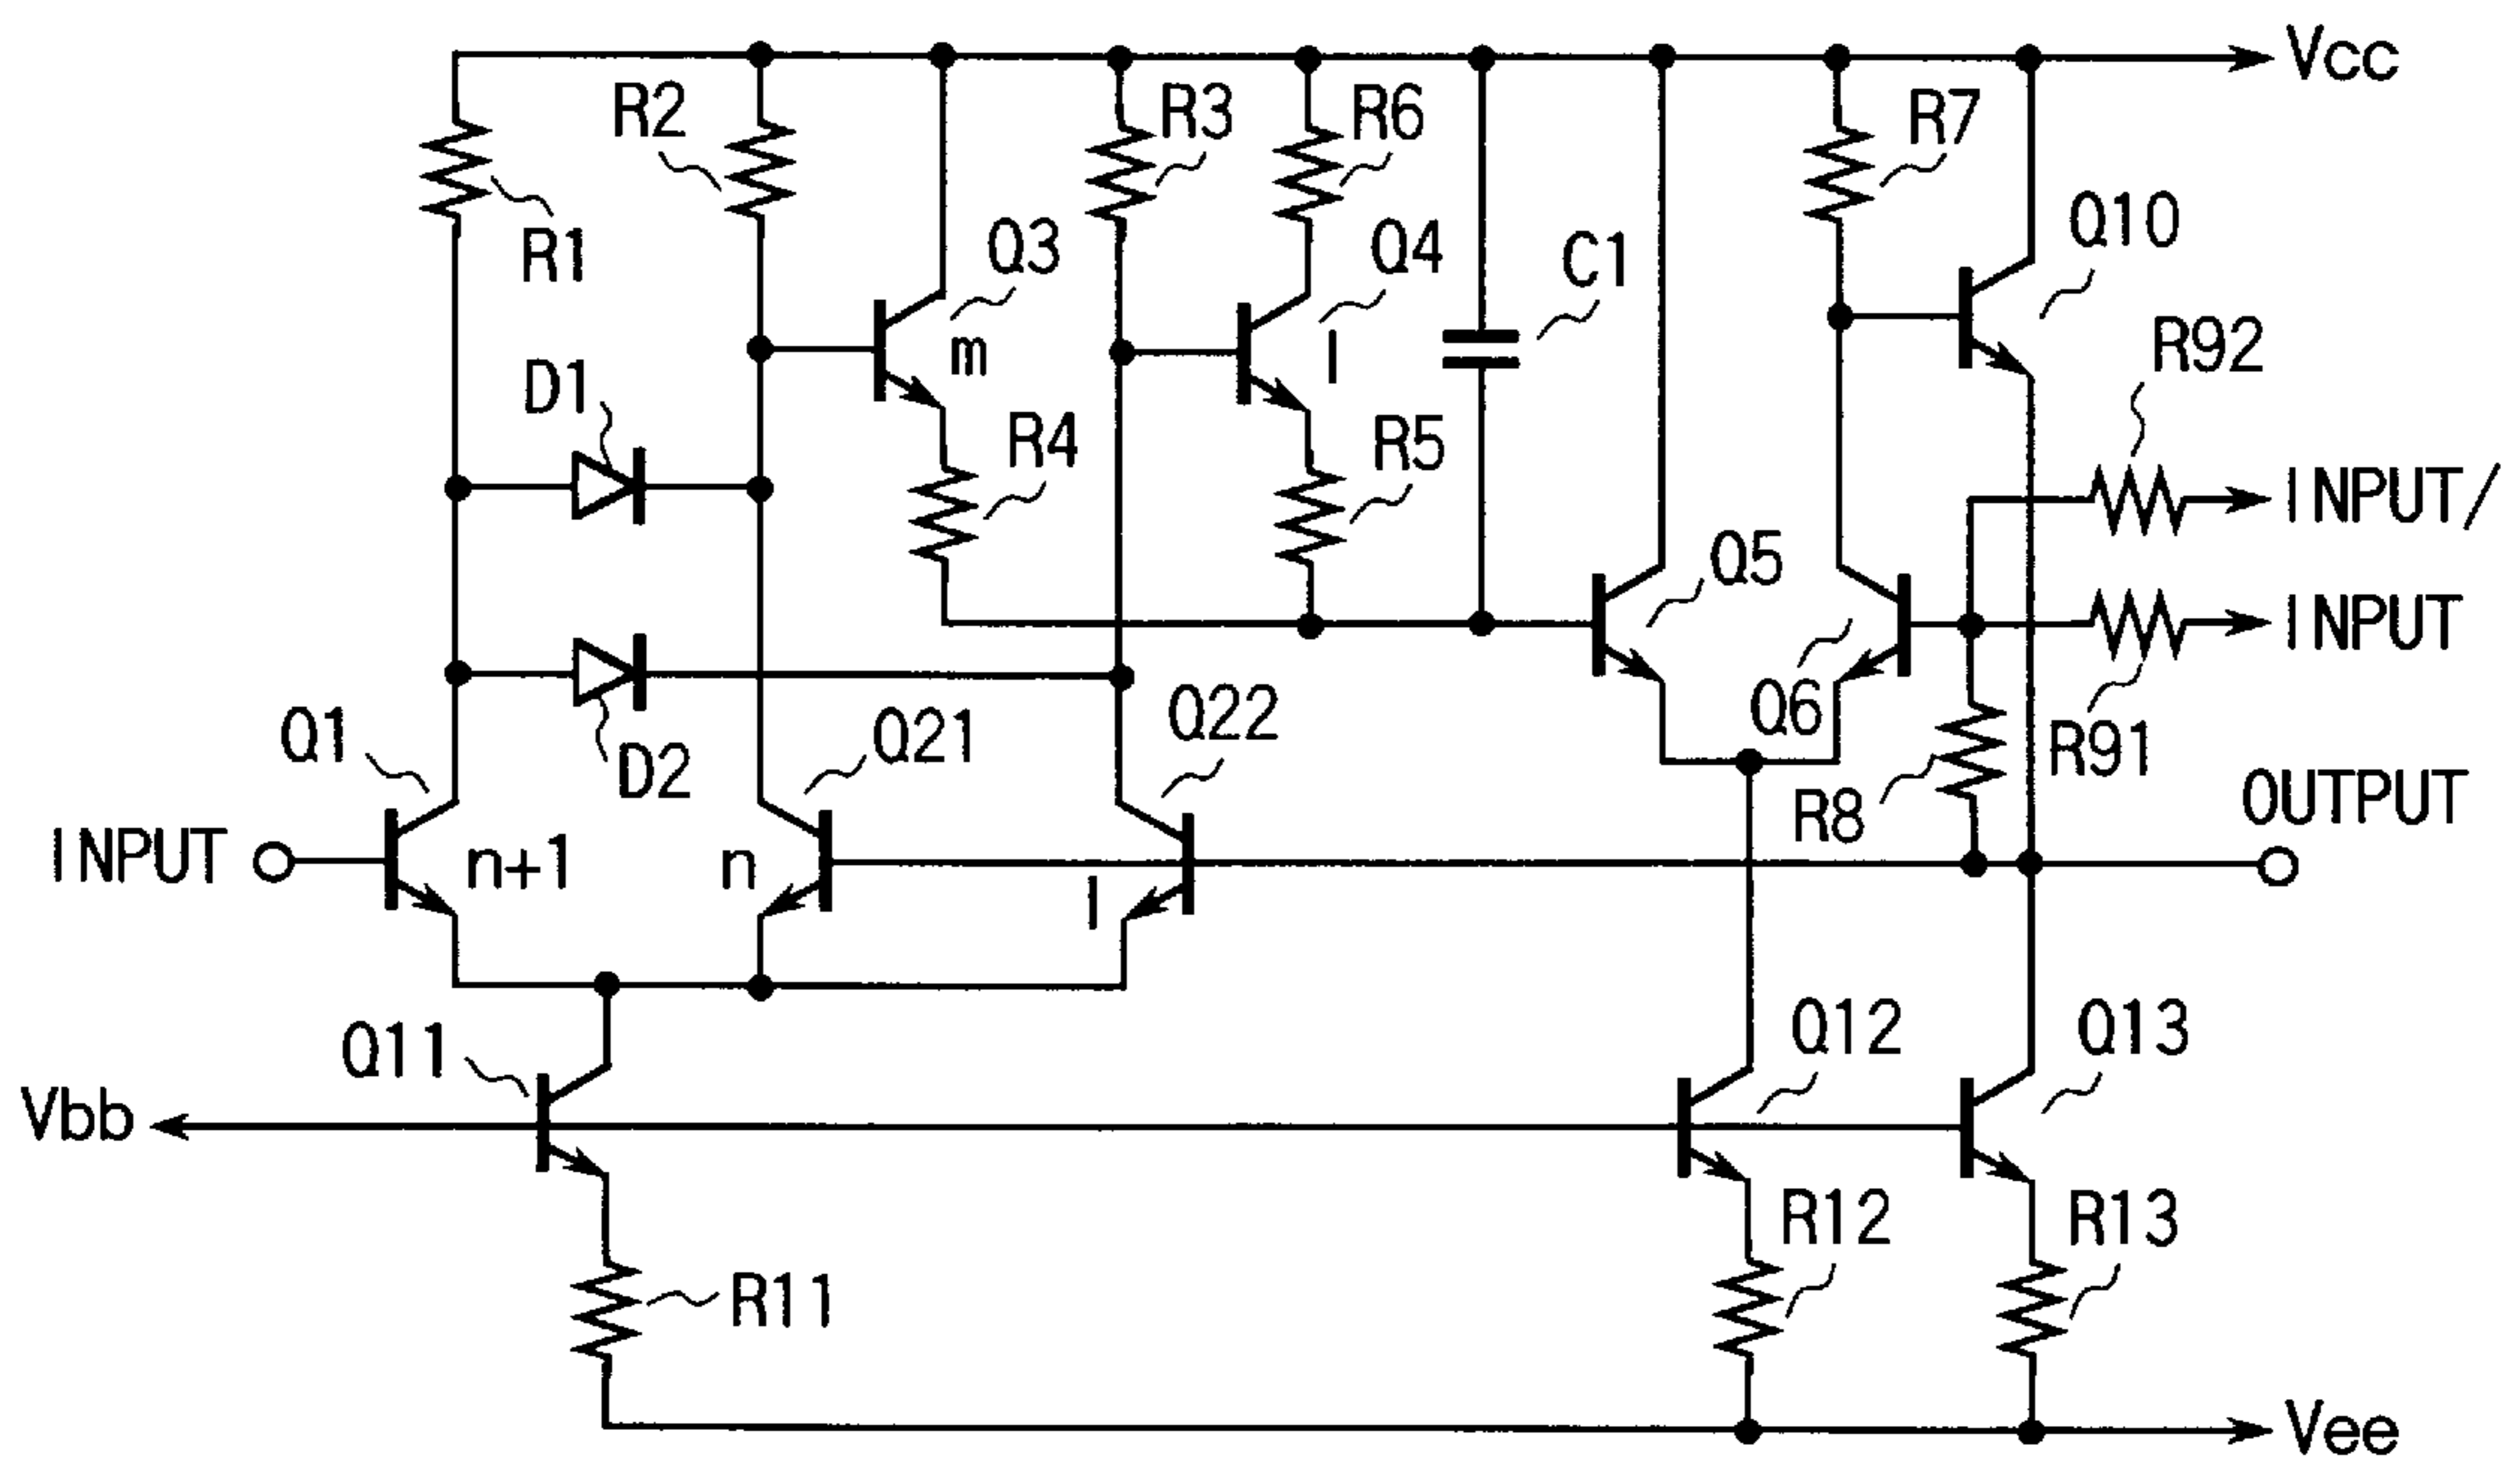 Vcc
R2
R3
R6
R7
R1
Q3
Q4
C1
Q10
m
l
R92
D1
R4
R5
INPUT/
Q5
INPUT
Q6
Q1
Q21
Q22
D2
R91
R8
OUTPUT
INPUT
n+1
n
l
Q11
Q12
Q13
Vbb
R11
R12
R13
Vee